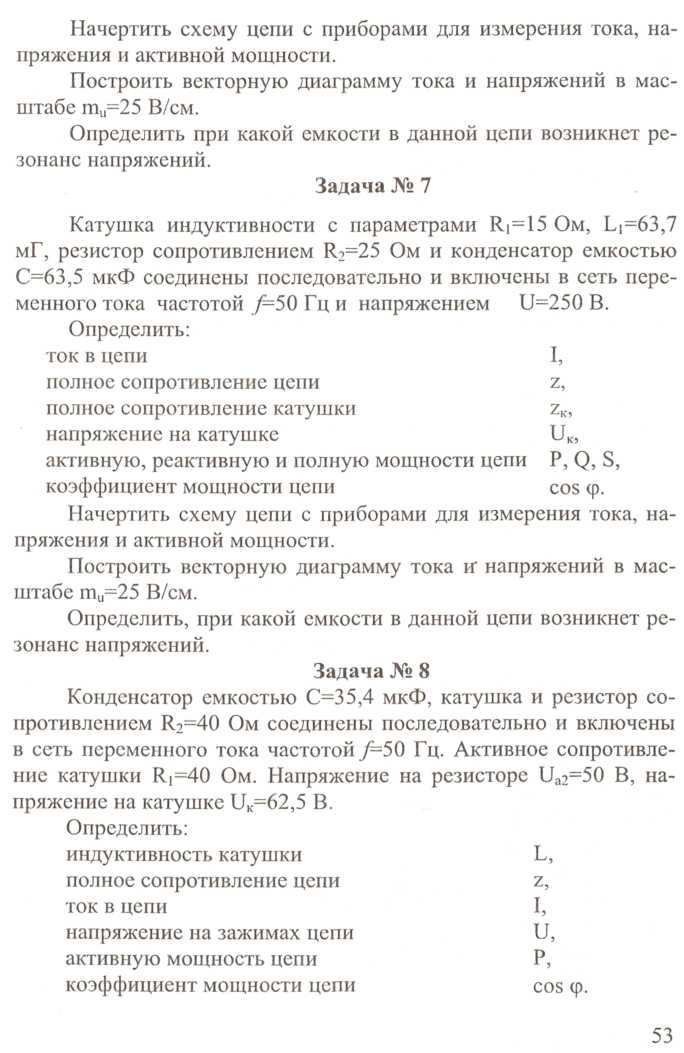 Начертить схему цепи с приборами для измерения тока, на-
пряжения и активной мощности.
Построить векторную диаграмму тока и напряжений в мас-
штабе mᵤ=25 В/см.
Определить при какой емкости в данной цепи возникнет ре-
зонанс напряжений.
Задача № 7
Катушка индуктивности с параметрами R₁=15 Ом, L₁=63,7
мГ, резистор сопротивлением R₂=25 Ом и конденсатор емкостью
С=63,5 мкФ соединены последовательно и включены в сеть пере-
менного тока частотой f=50 Гц и напряжением U=250 В.
Определить:
ток в цепи I,
полное сопротивление цепи z,
полное сопротивление катушки zₖ,
напряжение на катушке Uₖ,
активную, реактивную и полную мощности цепи P, Q, S,
коэффициент мощности цепи cos φ.
Начертить схему цепи с приборами для измерения тока, на-
пряжения и активной мощности.
Построить векторную диаграмму тока и напряжений в мас-
штабе mᵤ=25 В/см.
Определить, при какой емкости в данной цепи возникнет ре-
зонанс напряжений.
Задача № 8
Конденсатор емкостью С=35,4 мкФ, катушка и резистор со-
противлением R₂=40 Ом соединены последовательно и включены
в сеть переменного тока частотой f=50 Гц. Активное сопротивле-
ние катушки R₁=40 Ом. Напряжение на резисторе Uₐ₂=50 В, на-
пряжение на катушке Uₖ=62,5 В.
Определить:
индуктивность катушки L,
полное сопротивление цепи z,
ток в цепи I,
напряжение на зажимах цепи U,
активную мощность цепи P,
коэффициент мощности цепи cos φ.
53